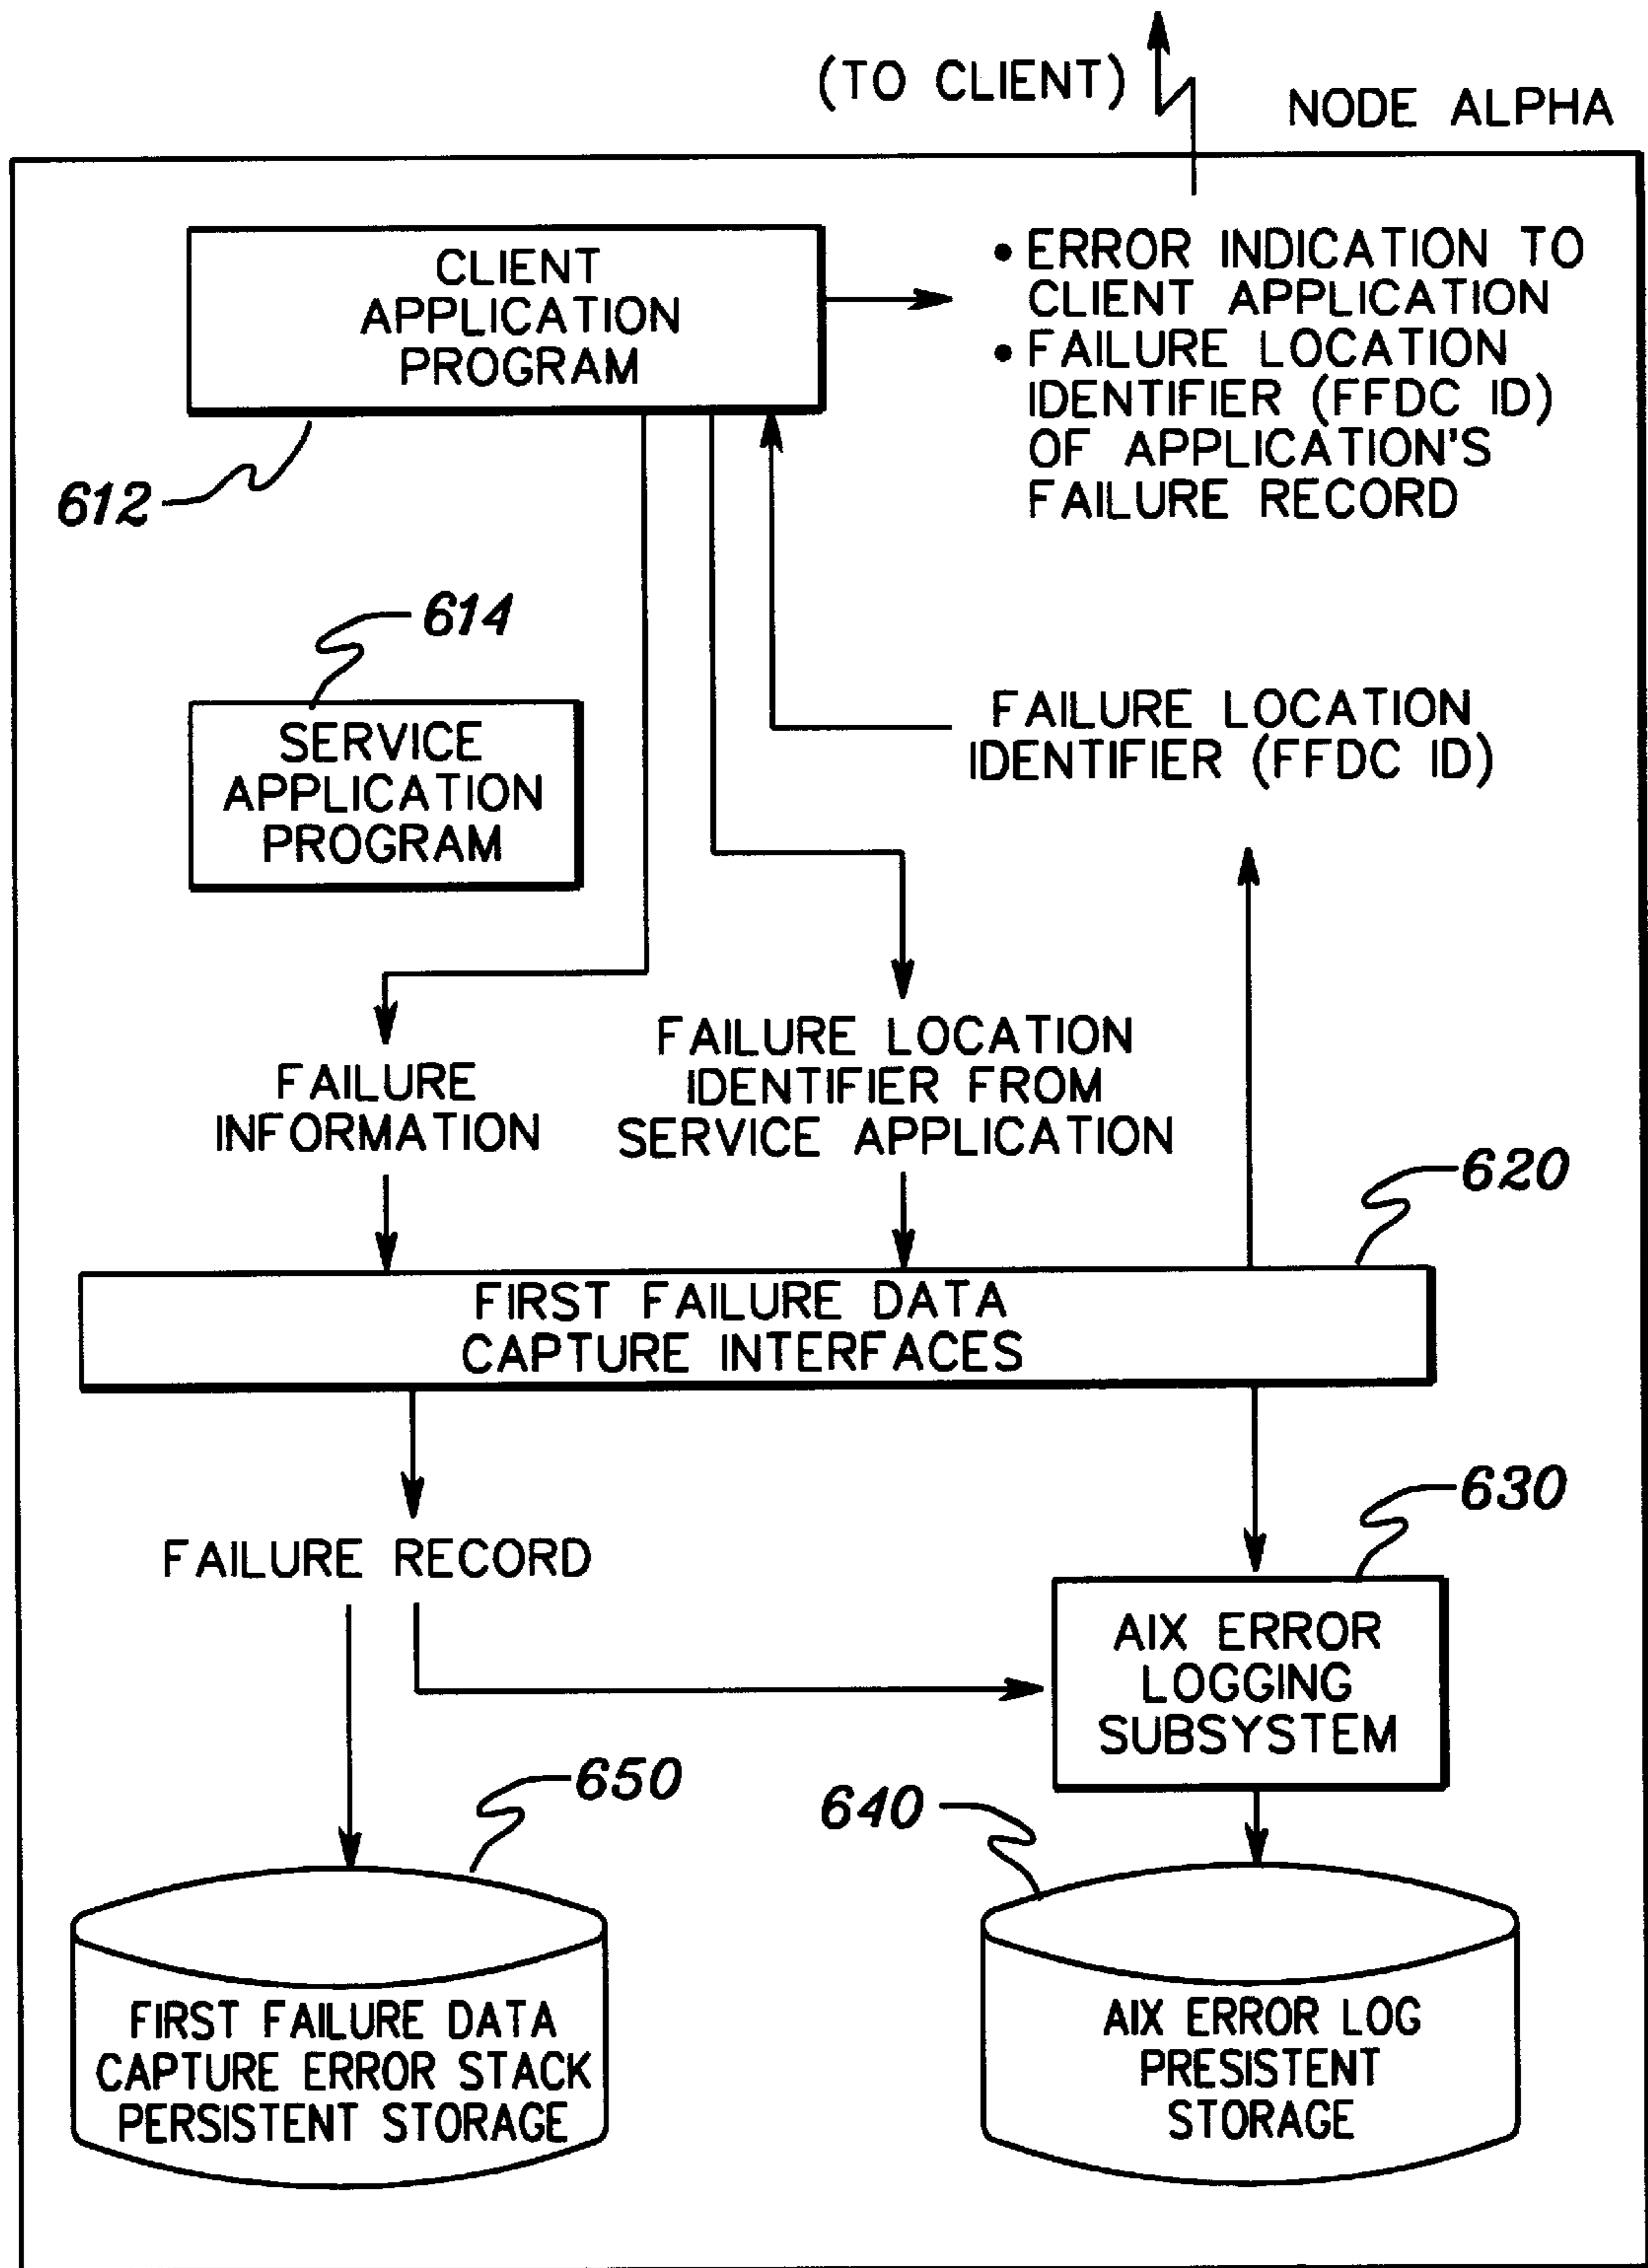 (TO CLIENT)
NODE ALPHA
CLIENT
APPLICATION
PROGRAM
• ERROR INDICATION TO
CLIENT APPLICATION
• FAILURE LOCATION
IDENTIFIER (FFDC ID)
OF APPLICATION'S
FAILURE RECORD
612
614
SERVICE
APPLICATION
PROGRAM
FAILURE LOCATION
IDENTIFIER (FFDC ID)
FAILURE
INFORMATION
FAILURE LOCATION
IDENTIFIER FROM
SERVICE APPLICATION
620
FIRST FAILURE DATA
CAPTURE INTERFACES
FAILURE RECORD
630
AIX ERROR
LOGGING
SUBSYSTEM
650
640
FIRST FAILURE DATA
CAPTURE ERROR STACK
PERSISTENT STORAGE
AIX ERROR LOG
PRESISTENT
STORAGE